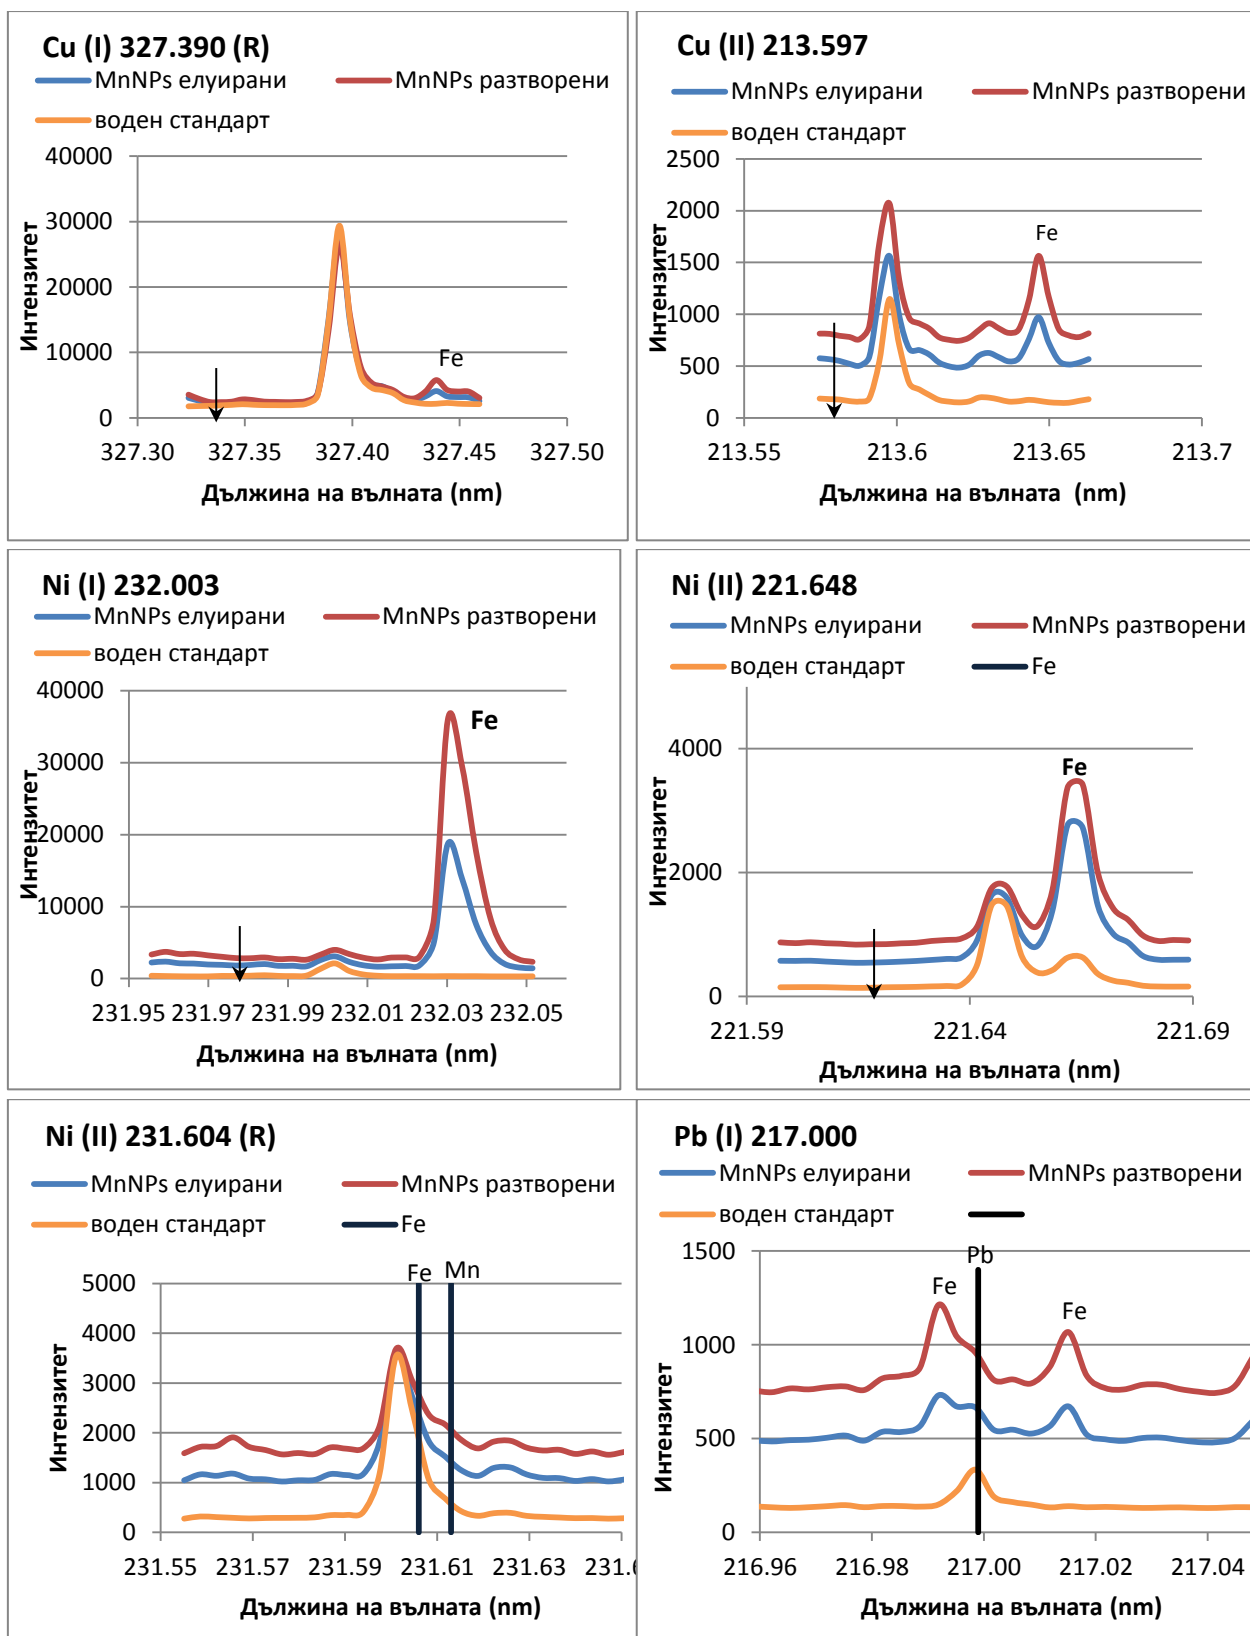 Cu (I) 327.390 (R)
MnNPs елуирани
MnNPs разтворени
воден стандарт
40000
30000
20000
10000
0
327.30
327.35
327.40
327.45
327.50
Fe
Интензитет
Дължина на вълната (nm)
Cu (II) 213.597
MnNPs елуирани
MnNPs разтворени
воден стандарт
2500
2000
1500
1000
500
0
213.55
213.6
213.65
213.7
Fe
Интензитет
Дължина на вълната (nm)
Ni (I) 232.003
MnNPs елуирани
MnNPs разтворени
воден стандарт
40000
30000
20000
10000
0
231.95
231.97
231.99
232.01
232.03
232.05
Fe
Интензитет
Дължина на вълната (nm)
Ni (II) 221.648
MnNPs елуирани
MnNPs разтворени
воден стандарт
Fe
4000
2000
0
221.59
221.64
221.69
Fe
Интензитет
Дължина на вълната (nm)
Ni (II) 231.604 (R)
MnNPs елуирани
MnNPs разтворени
воден стандарт
Fe
Fe
Mn
5000
4000
3000
2000
1000
0
231.55
231.57
231.59
231.61
231.63
Интензитет
Дължина на вълната (nm)
Pb (I) 217.000
MnNPs елуирани
MnNPs разтворени
воден стандарт
Pb
Fe
Fe
1500
1000
500
0
216.96
216.98
217.00
217.02
217.04
Интензитет
Дължина на вълната (nm)